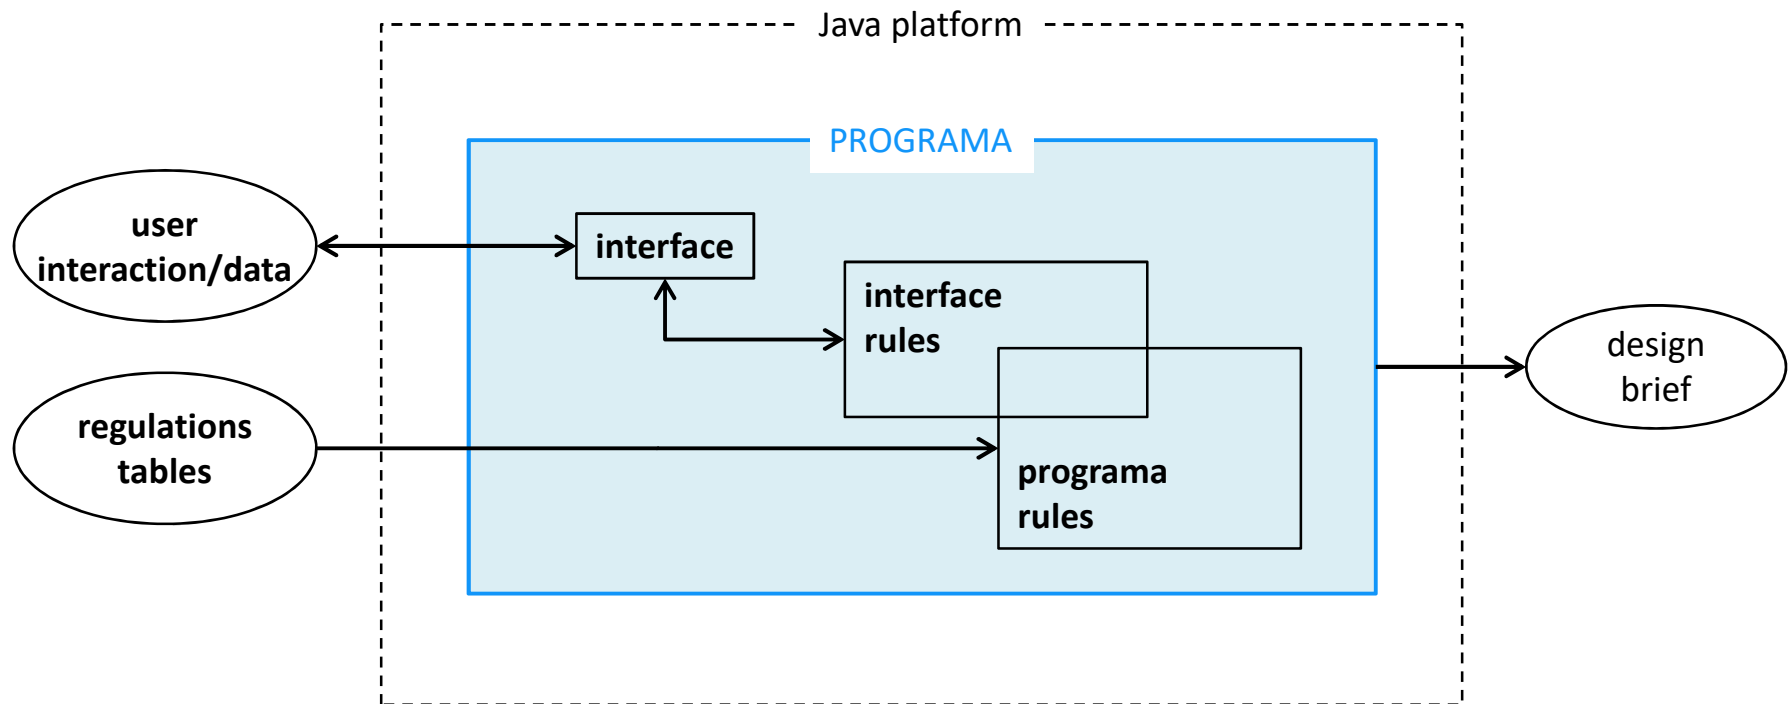 Java platform
PROGRAMA
user
interaction/data
interface
interface
rules
design
brief
regulations
tables
programa
rules